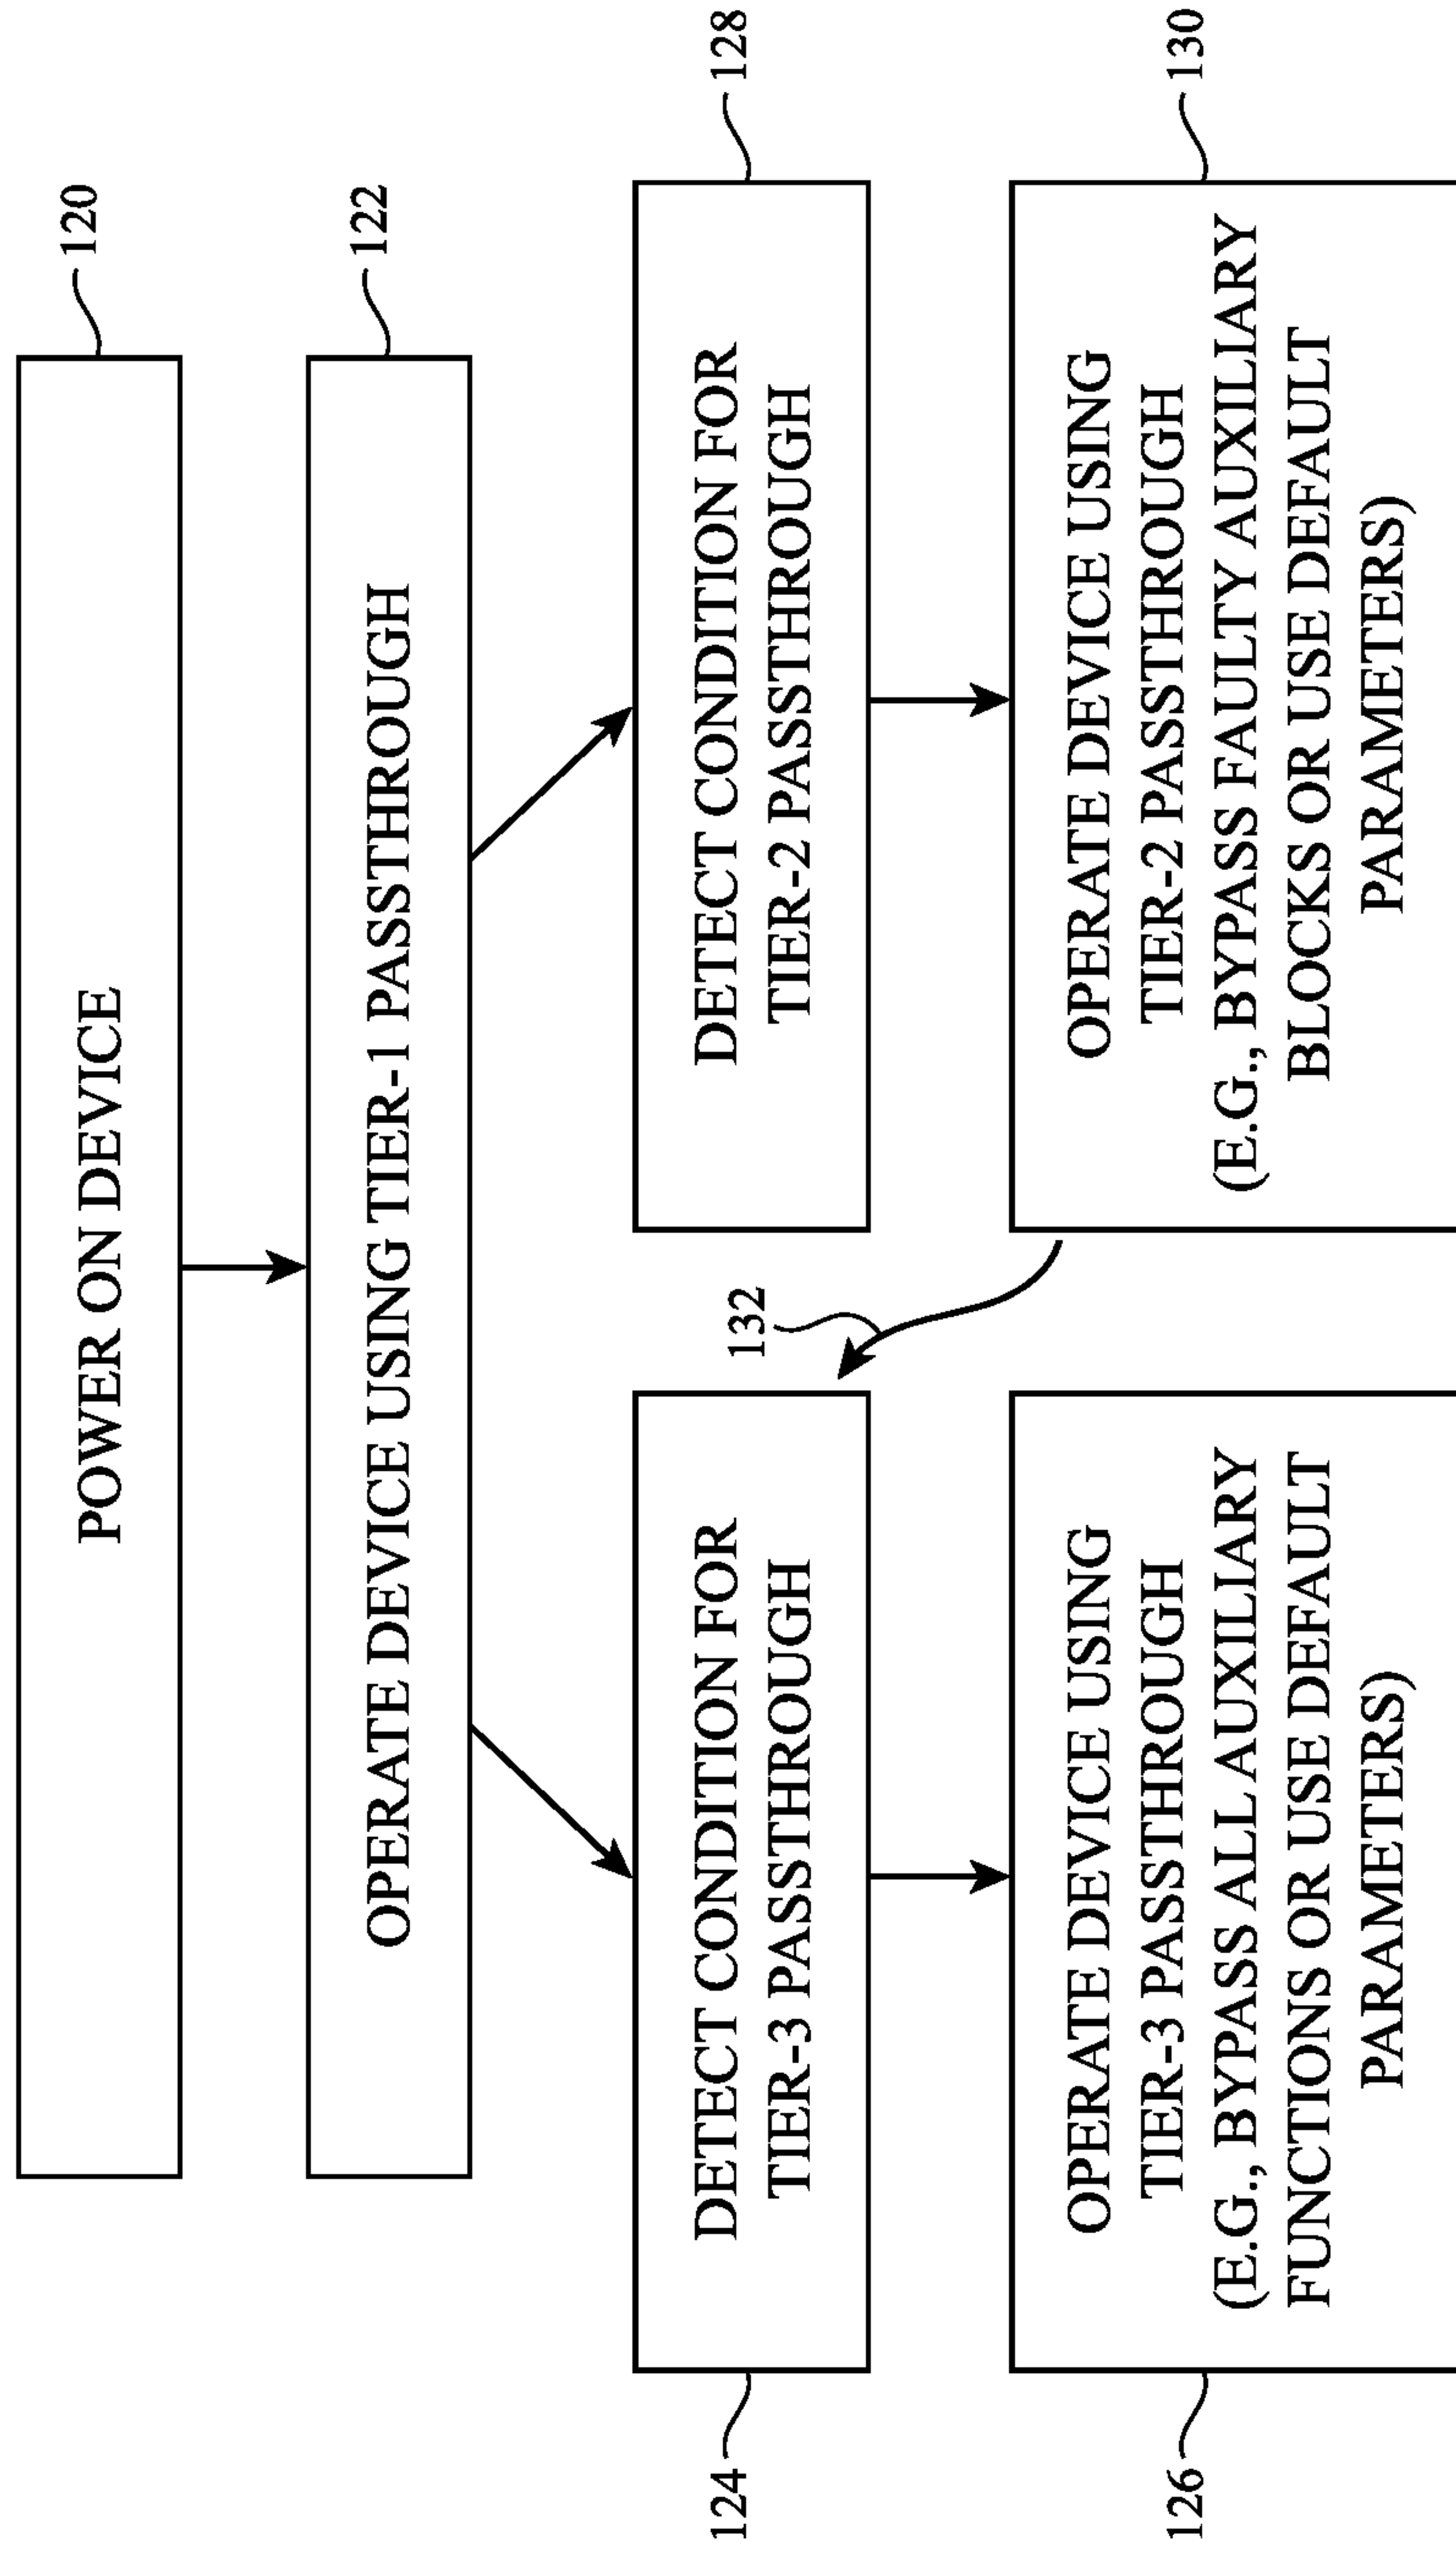 POWER ON DEVICE
120
OPERATE DEVICE USING TIER-1 PASSTHROUGH
122
124
DETECT CONDITION FOR
TIER-3 PASSTHROUGH
132
DETECT CONDITION FOR
TIER-2 PASSTHROUGH
128
126
OPERATE DEVICE USING
TIER-3 PASSTHROUGH
(E.G., BYPASS ALL AUXILIARY
FUNCTIONS OR USE DEFAULT
PARAMETERS)
OPERATE DEVICE USING
TIER-2 PASSTHROUGH
(E.G., BYPASS FAULTY AUXILIARY
BLOCKS OR USE DEFAULT
PARAMETERS)
130